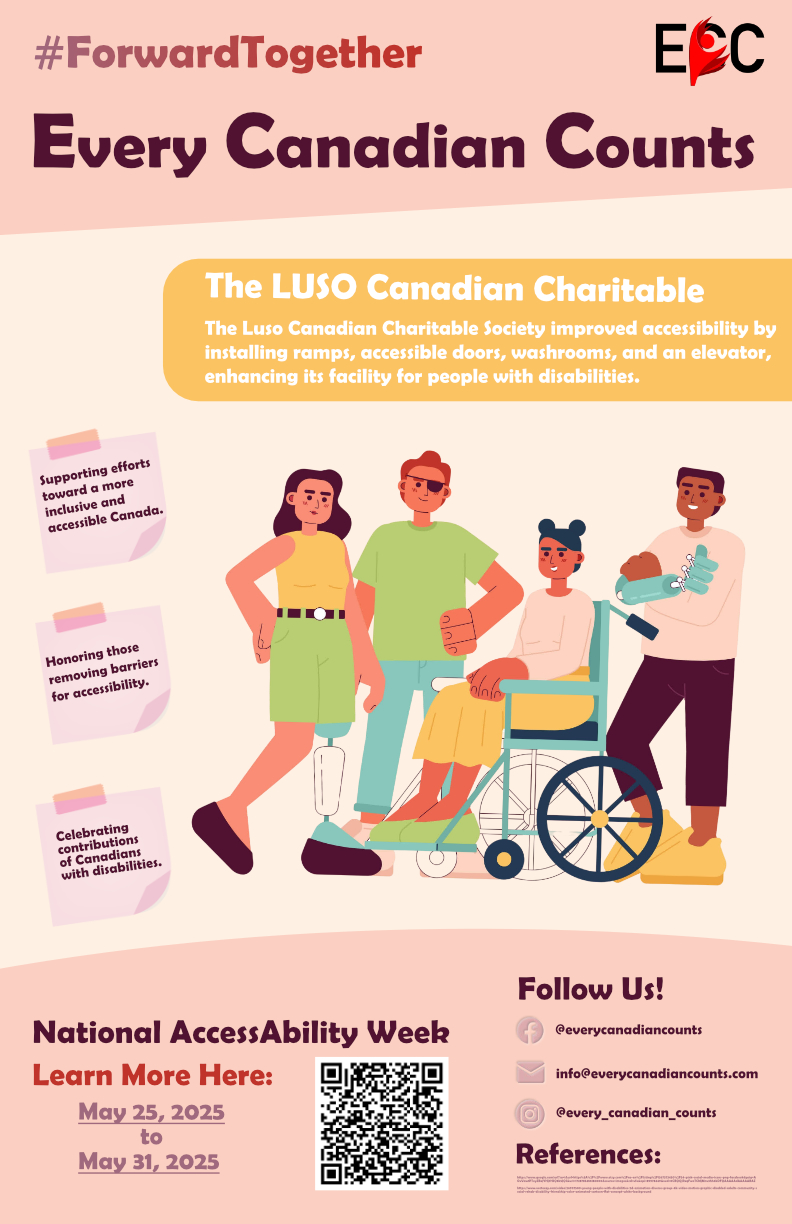 #ForwardTogether
ECC
Every Canadian Counts
The LUSO Canadian Charitable
The Luso Canadian Charitable Society improved accessibility by
installing ramps, accessible doors, washrooms, and an elevator,
enhancing its facility for people with disabilities.
Supporting efforts
toward a more
inclusive and
accessible Canada.
Honoring those
removing barriers
for accessibility.
Celebrating
contributions
of Canadians
with disabilities.
National AccessAbility Week
Learn More Here:
May 25, 2025
to
May 31, 2025
Follow Us!
@everycanadiancounts
info@everycanadiancounts.com
@every_canadian_counts
References: